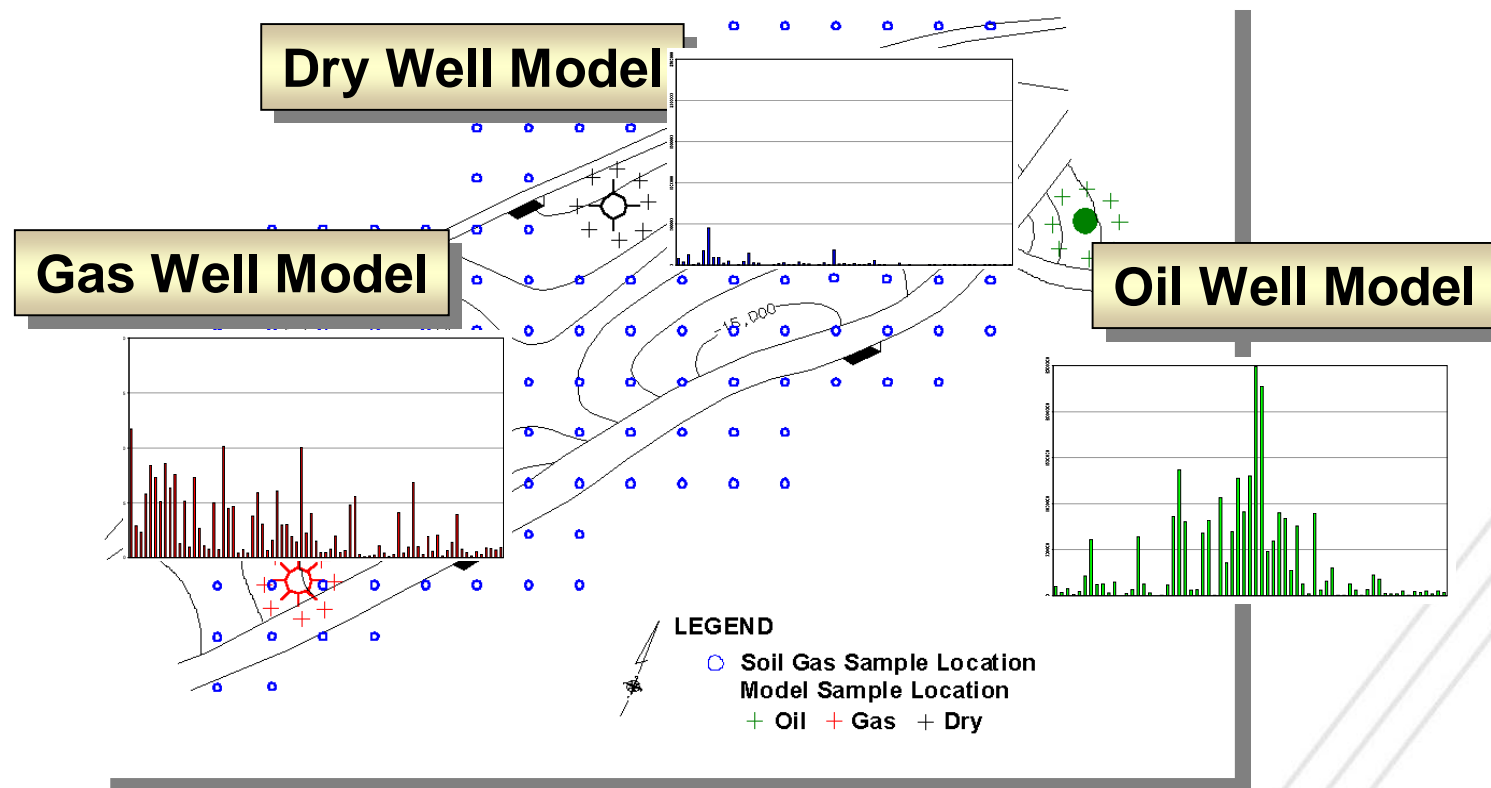 Dry Well Model
Gas Well Model
Oil Well Model
-15,000
LEGEND
Soil Gas Sample Location
Model Sample Location
+ Oil + Gas + Dry